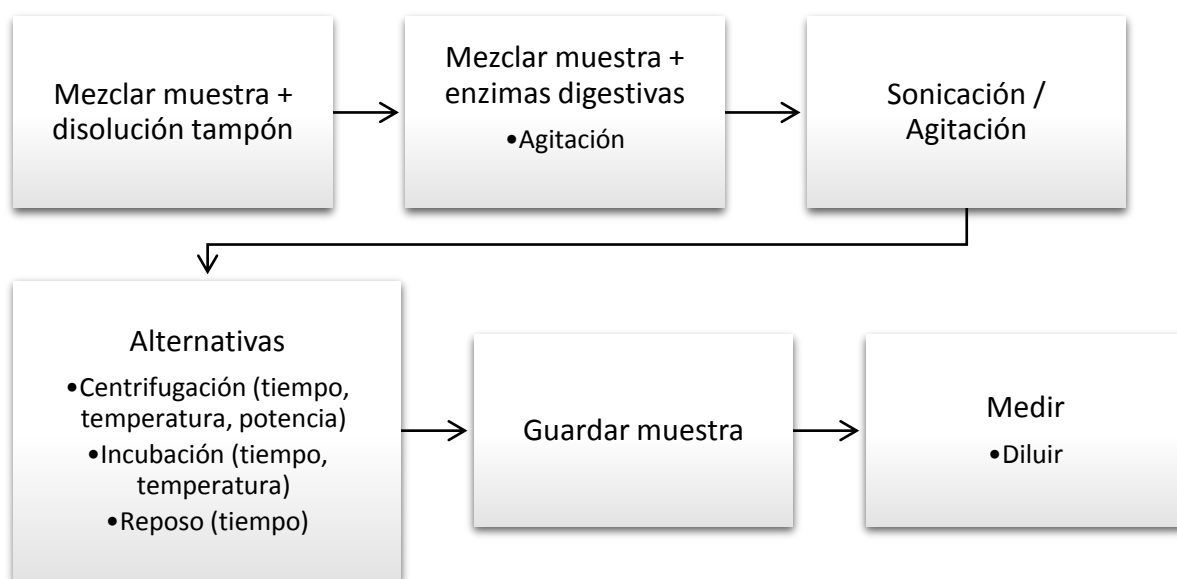 Mezclar muestra +
disolución tampón
Mezclar muestra +
enzimas digestivas
•Agitación
Sonicación /
Agitación
Alternativas
•Centrifugación (tiempo,
temperatura, potencia)
•Incubación (tiempo,
temperatura)
•Reposo (tiempo)
Guardar muestra
Medir
•Diluir